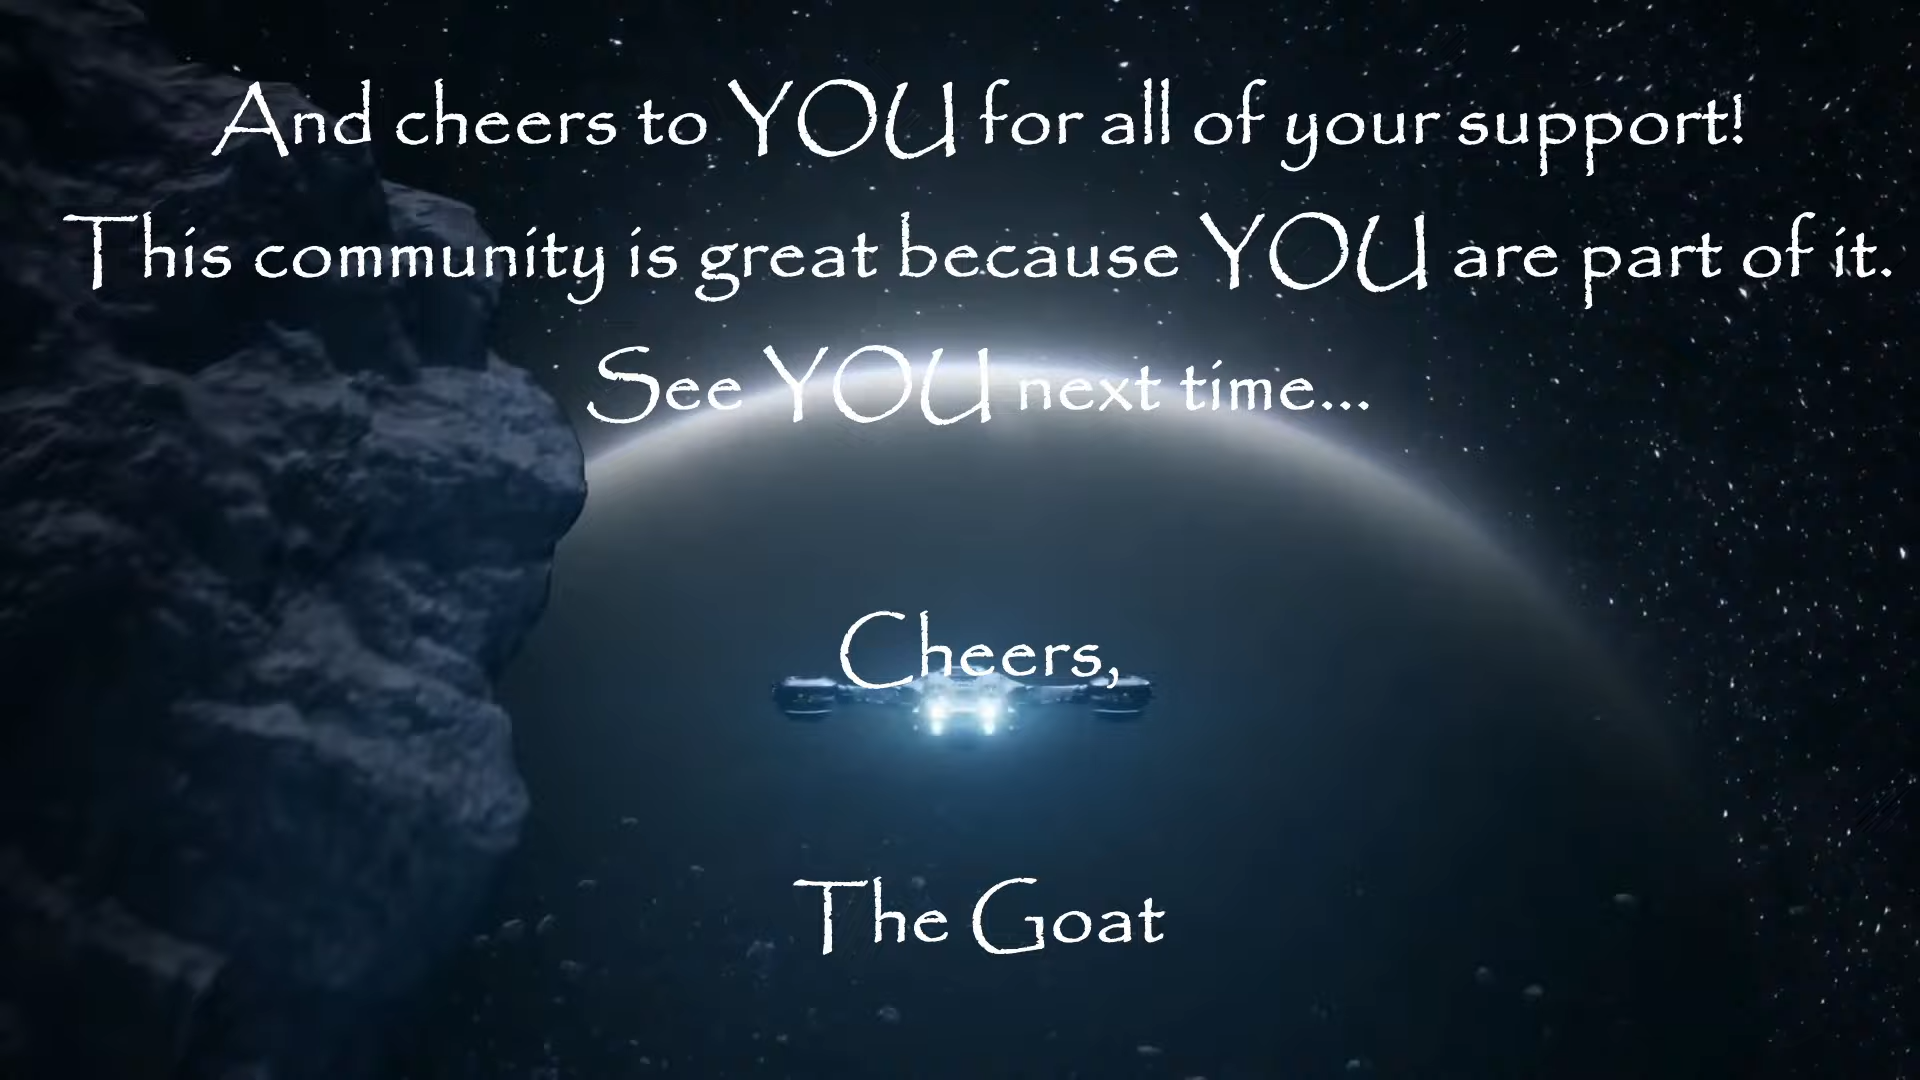 And cheers to YOU for all of your support!
This community is great because YOU are part of it.
See YOU next time...
Cheers,
The Goat